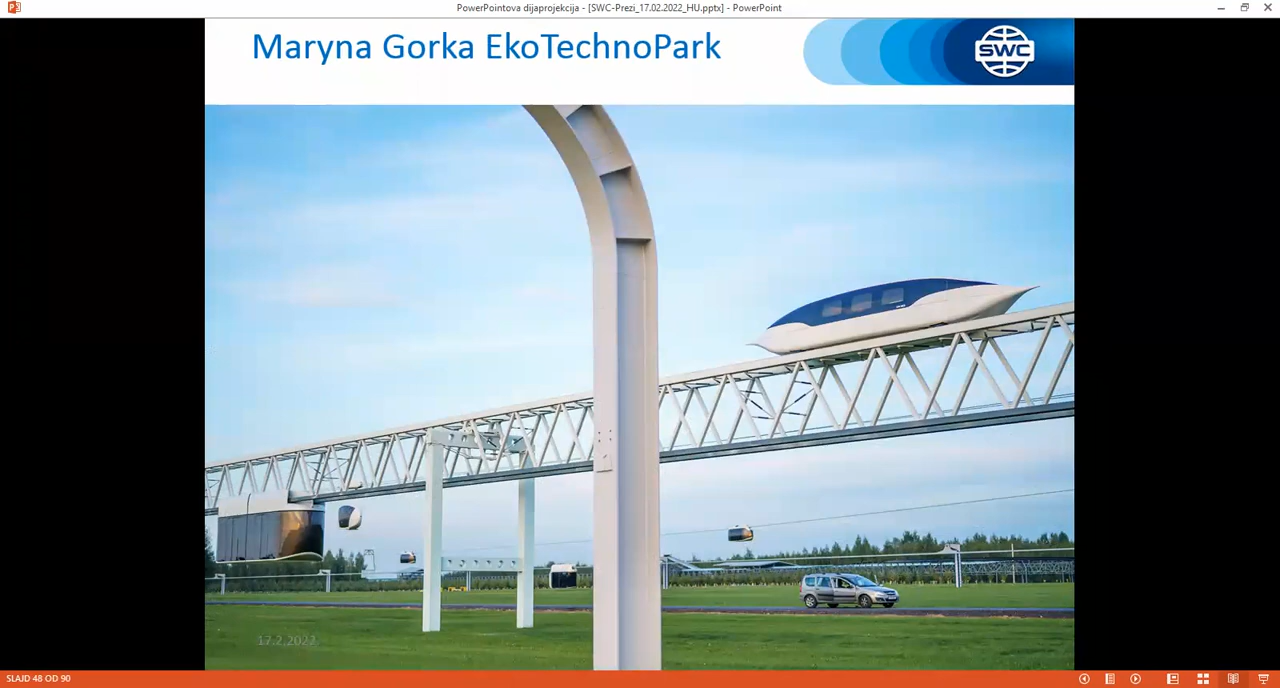 PowerPointova dijaprojekcija - [SWC-Prezi_17.02.2022_HU.pptx] - PowerPoint
Maryna Gorka EkoTechnoPark
SWC
17.2.2022.
SLAJD 48 OD 90